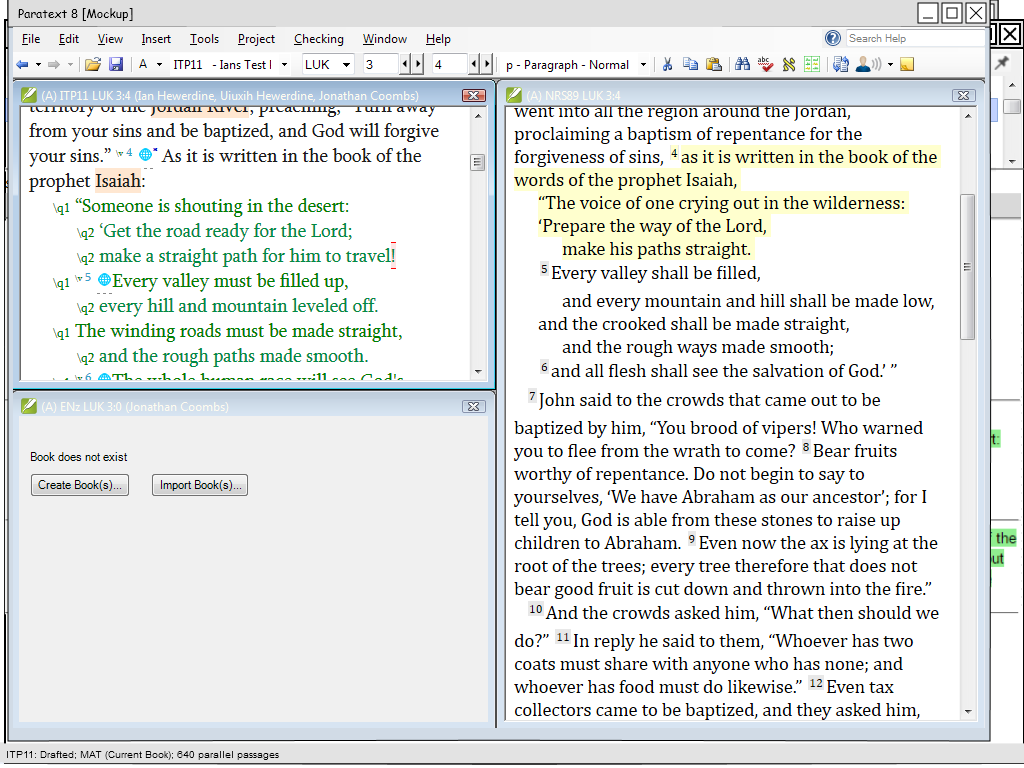 Paratext 8 [Mockup]
File Edit View Insert Tools Project Checking Window Help
Search Help
A ITP11 - Ians Test I LUK 3 4 p - Paragraph - Normal
(A) ITP11 LUK 3:4 (Ian Hewerdine, Uiuxih Hewerdine, Jonathan Coombs)
territory of the Jordan River, preaching, “Turn away
from your sins and be baptized, and God will forgive
your sins.” \v 4 As it is written in the book of the
prophet Isaiah:
\q1 “Someone is shouting in the desert:
\q2 ‘Get the road ready for the Lord;
\q2 make a straight path for him to travel!
\q1 \v 5 Every valley must be filled up,
\q2 every hill and mountain leveled off.
\q1 The winding roads must be made straight,
\q2 and the rough paths made smooth.
\q1 \v 6 The whole human race will see God's
(A) ENz LUK 3:0 (Jonathan Coombs)
Book does not exist
Create Book(s)... Import Book(s)...
(A) NRS89 LUK 3:4
went into all the region around the Jordan,
proclaiming a baptism of repentance for the
forgiveness of sins, 4 as it is written in the book of the
words of the prophet Isaiah,
“The voice of one crying out in the wilderness:
‘Prepare the way of the Lord,
make his paths straight.
5 Every valley shall be filled,
and every mountain and hill shall be made low,
and the crooked shall be made straight,
and the rough ways made smooth;
6 and all flesh shall see the salvation of God.’ ”
7 John said to the crowds that came out to be
baptized by him, “You brood of vipers! Who warned
you to flee from the wrath to come? 8 Bear fruits
worthy of repentance. Do not begin to say to
yourselves, ‘We have Abraham as our ancestor’; for I
tell you, God is able from these stones to raise up
children to Abraham. 9 Even now the ax is lying at the
root of the trees; every tree therefore that does not
bear good fruit is cut down and thrown into the fire.”
10 And the crowds asked him, “What then should we
do?” 11 In reply he said to them, “Whoever has two
coats must share with anyone who has none; and
whoever has food must do likewise.” 12 Even tax
collectors came to be baptized, and they asked him,
t:
the
ut
ITP11: Drafted; MAT (Current Book); 640 parallel passages